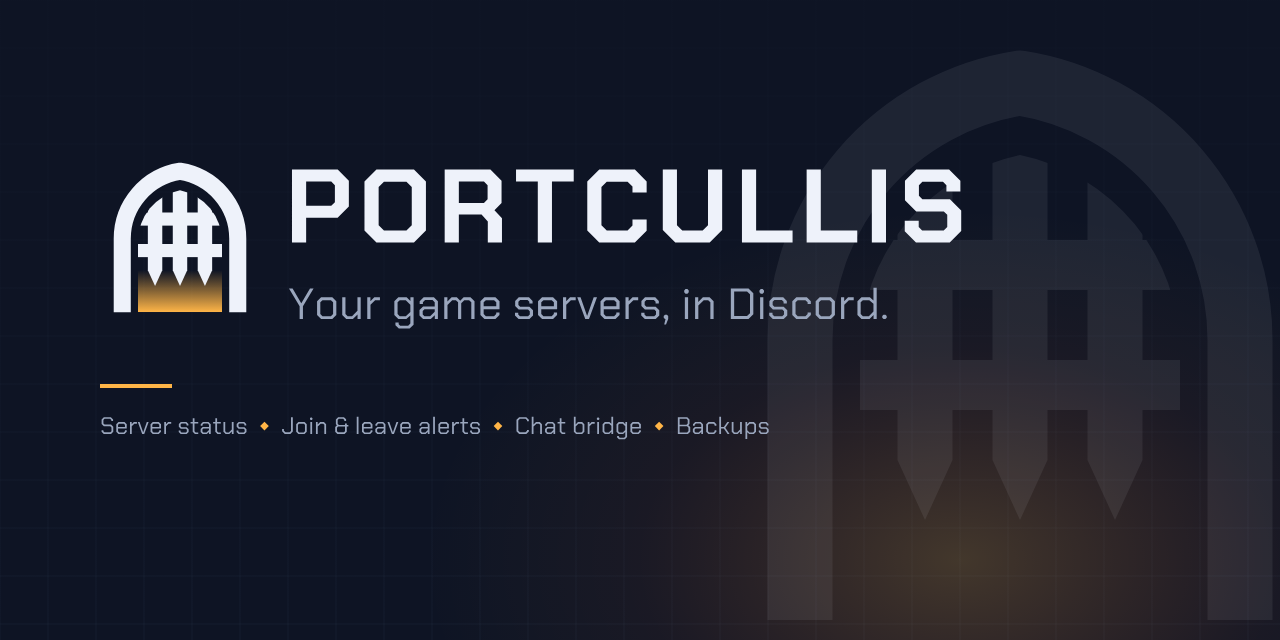 PORTCULLIS
Your game servers, in Discord.
Server status ◆ Join & leave alerts ◆ Chat bridge ◆ Backups